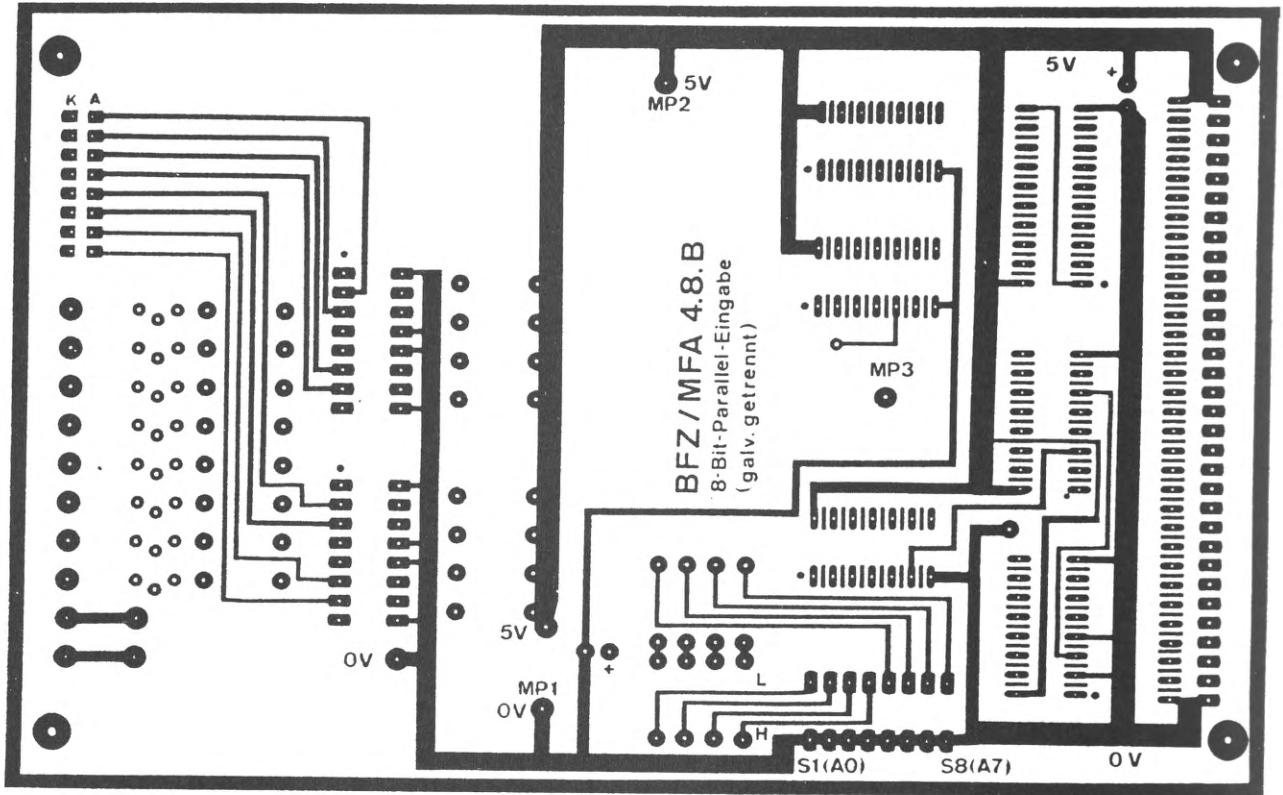 5V
+
K A
5V
MP2
BFZ/MFA 4.8.B
8-Bit-Parallel-Eingabe
(galv. getrennt)
MP3
5V
0V
+
MP1
0V
L
H
S1(A0)
S8(A7)
0V